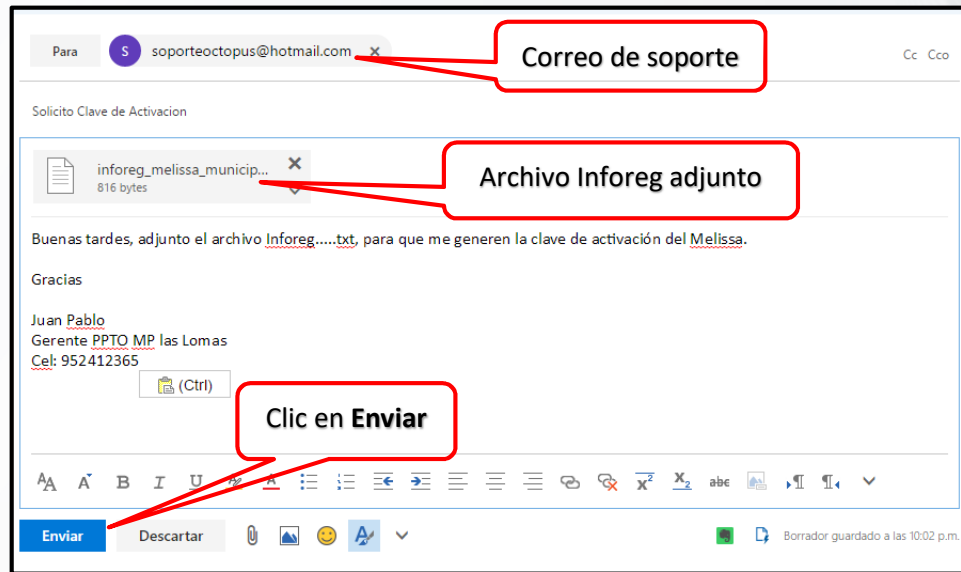 Para S soporteoctopus@hotmail.com x Correo de soporte Cc Cco
Solicito Clave de Activacion
inforeg_melissa_municip...
816 bytes
Archivo Inforeg adjunto
Buenas tardes, adjunto el archivo Inforeg.....txt, para que me generen la clave de activación del Melissa.
Gracias
Juan Pablo
Gerente PPTO MP las Lomas
Cel: 952412365
(Ctrl)
Clic en Enviar
Enviar Descartar Borrador guardado a las 10:02 p.m.